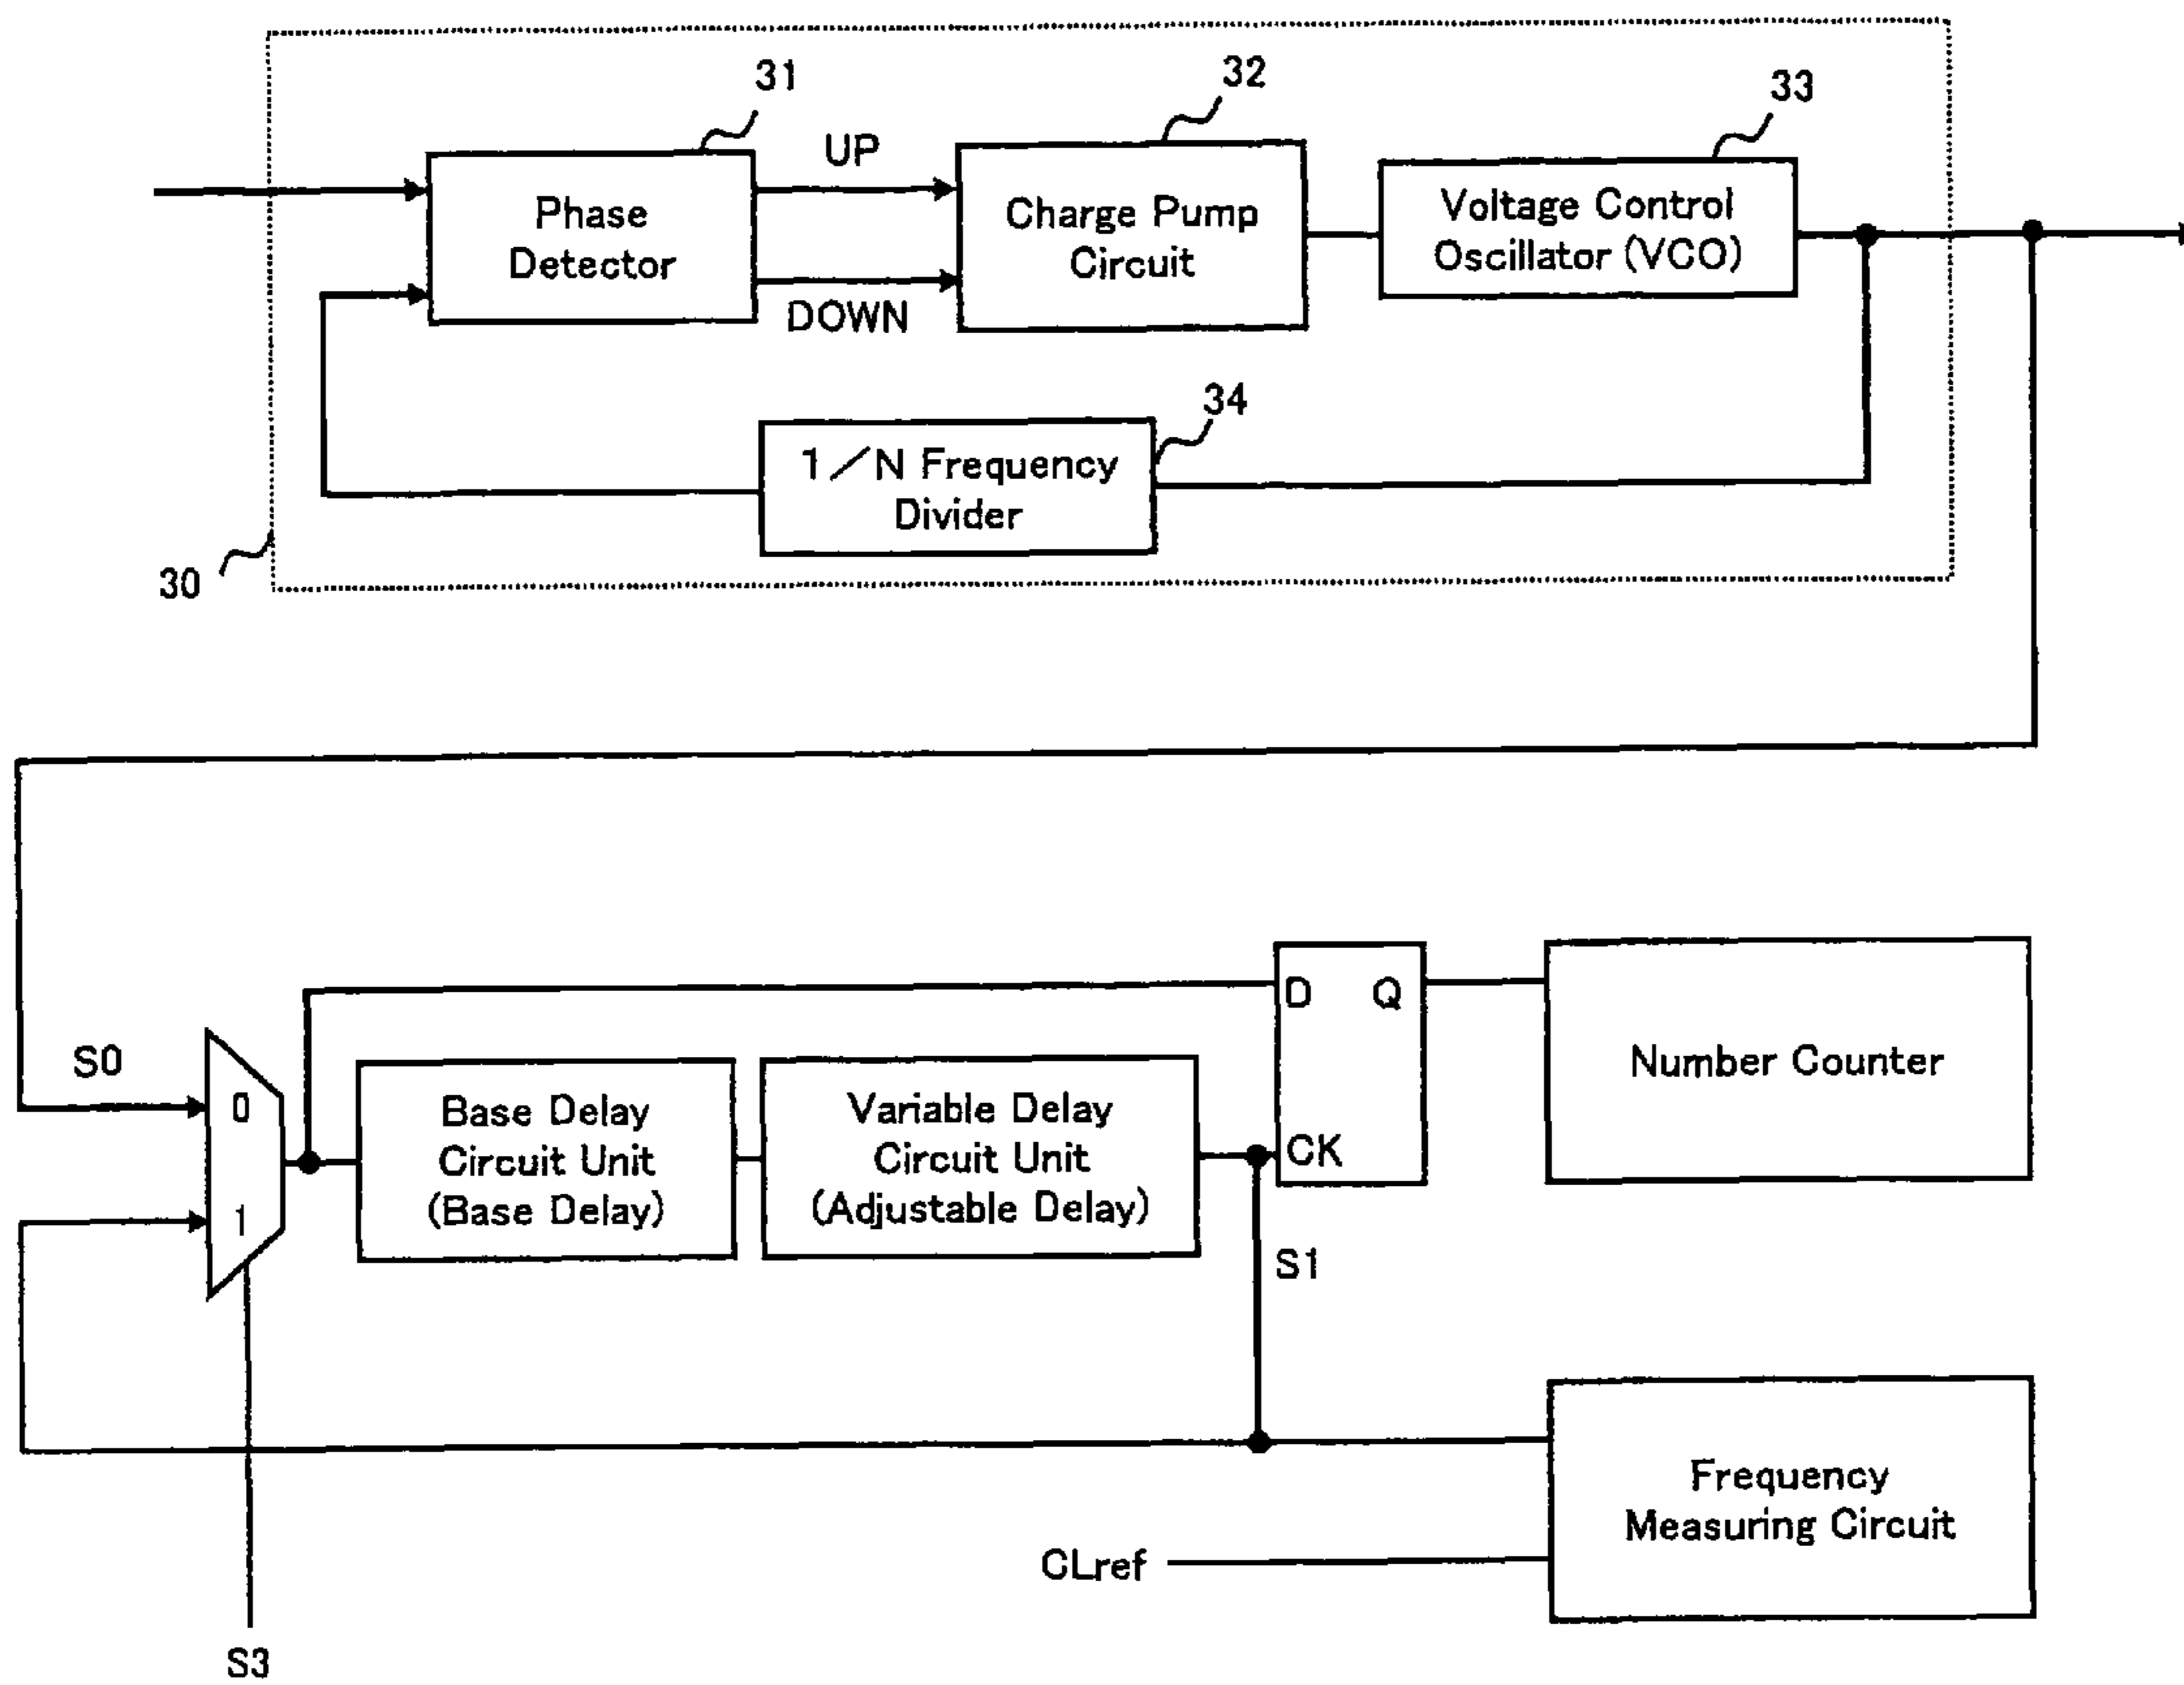 31
32
33
UP
Phase
Detector
Charge Pump
Circuit
Voltage Control
Oscillator (VCO)
DOWN
34
1/N Frequency
Divider
30
D
Q
CK
Number Counter
S0
0
1
Base Delay
Circuit Unit
(Base Delay)
Variable Delay
Circuit Unit
(Adjustable Delay)
S1
Frequency
Measuring Circuit
CLref
S3